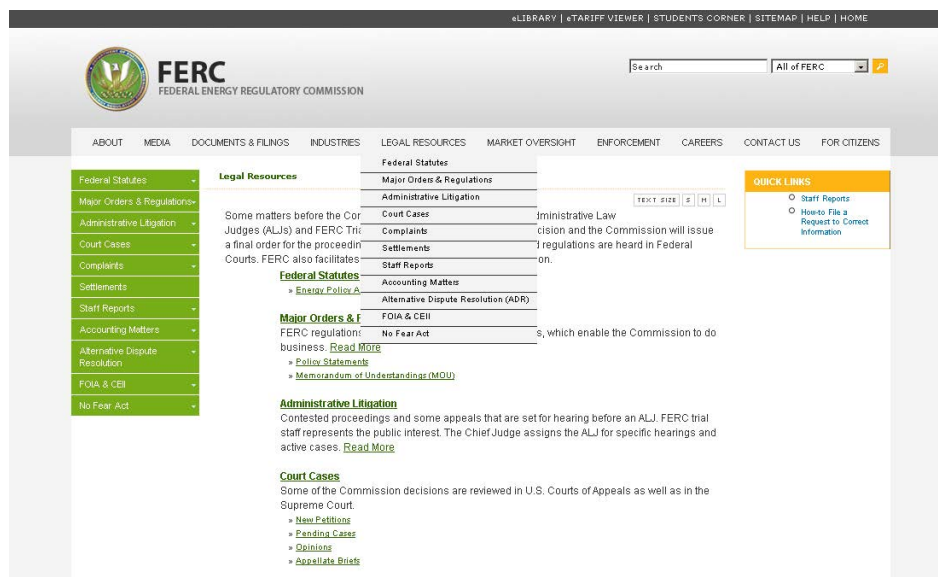 eLIBRARY | eTARIFF VIEWER | STUDENTS CORNER | SITEMAP | HELP | HOME
FERC
FEDERAL ENERGY REGULATORY COMMISSION
Search
All of FERC
ABOUT MEDIA DOCUMENTS & FILINGS INDUSTRIES LEGAL RESOURCES MARKET OVERSIGHT ENFORCEMENT CAREERS CONTACT US FOR CITIZENS
Federal Statutes
Major Orders & Regulations
Administrative Litigation
Court Cases
Complaints
Settlements
Staff Reports
Accounting Matters
Alternative Dispute Resolution (ADR)
FOIA & CEII
No Fear Act
Federal Statutes
Major Orders & Regulations
Administrative Litigation
Court Cases
Complaints
Settlements
Staff Reports
Accounting Matters
Alternative Dispute
Resolution
FOIA & CEII
No Fear Act
Legal Resources
TEXT SIZE S M L
Some matters before the Administrative Law
Judges (ALJs) and FERC and the Commission will issue
a final order for the regulations are heard in Federal
Courts. FERC also facilitates
Federal Statutes
» Energy Policy
Major Orders &
FERC regulations which enable the Commission to do
business. Read More
» Policy Statements
» Memorandum of Understandings (MOU)
Administrative Litigation
Contested proceedings and some appeals that are set for hearing before an ALJ. FERC trial
staff represents the public interest. The Chief Judge assigns the ALJ for specific hearings and
active cases. Read More
Court Cases
Some of the Commission decisions are reviewed in U.S. Courts of Appeals as well as in the
Supreme Court.
» New Petitions
» Pending Cases
» Opinions
» Appellate Briefs
QUICK LINKS
Staff Reports
How-to File a
Request to Correct
Information